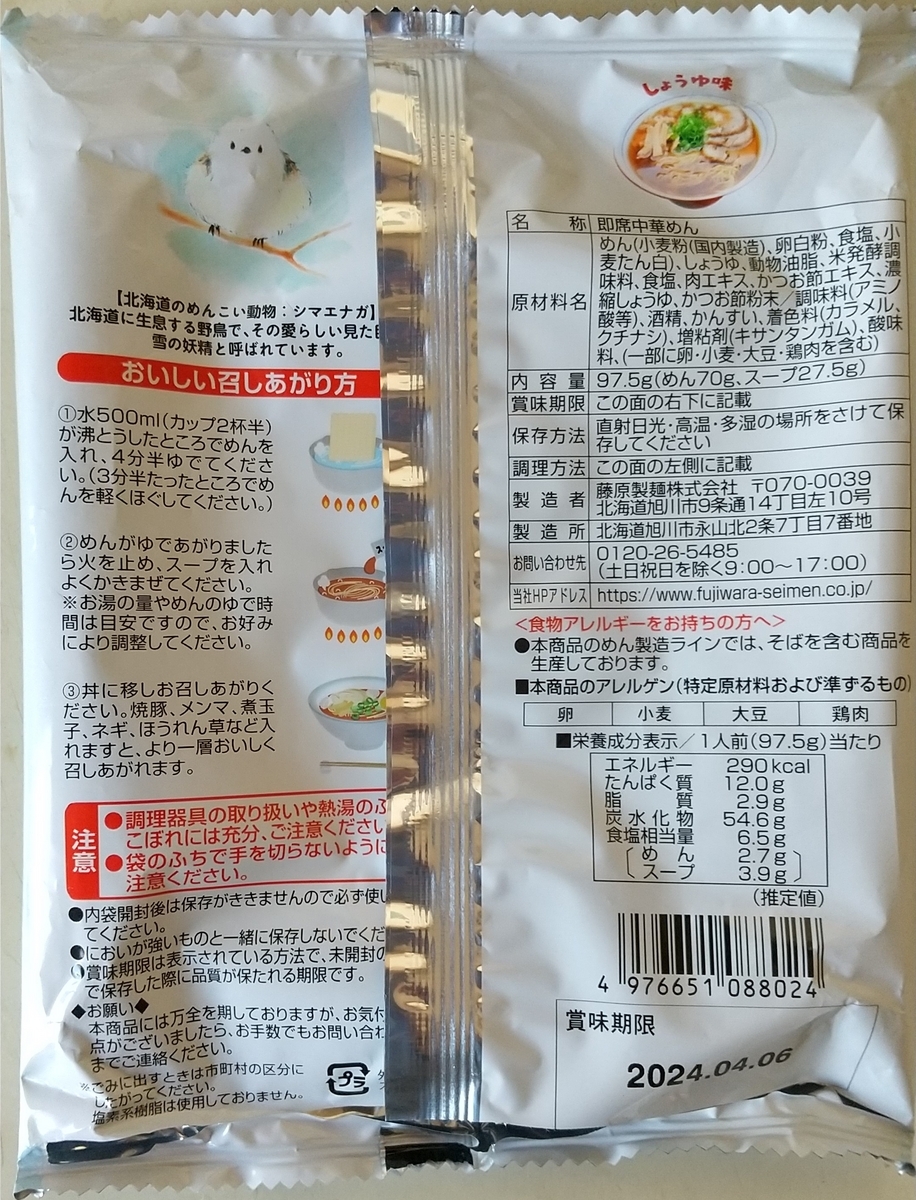 【北海道のめんこい動物：シマエナガ】
北海道に生息する野鳥で、その愛らしい見た
雪の妖精と呼ばれています。
おいしい召しあがり方
①水500ml(カップ2杯半)
が沸とうしたところでめんを
入れ、4分半ゆでてくださ
い。(3分半たったところでめ
んを軽くほぐしてください。)
②めんがゆであがりました
ら火を止め、スープを入れ
よくかきまぜてください。
※お湯の量やめんのゆで時
間は目安ですので、お好み
により調整してください。
③丼に移しお召しあがりく
ださい。焼豚、メンマ、煮玉
子、ネギ、ほうれん草など入
れますと、より一層おいしく
召しあがれます。
注意
●調理器具の取り扱いや熱湯のふ
こぼれには充分、ご注意ください
●袋のふちで手を切らないように
注意ください。
●内袋開封後は保存がききませんので必ず使い
てください。
●においが強いものと一緒に保存しないでくだ
●賞味期限は表示されている方法で、未開封の
で保存した際に品質が保たれる期限です。
◆お願い◆
本商品には万全を期しておりますが、お気付
点がございましたら、お手数でもお問い合わ
までご連絡ください。
※ごみに出すときは市町村の区分に
したがってください。
塩素系樹脂は使用しておりません。
プラ
しょうゆ味
名称 即席中華めん
原材料名 めん(小麦粉(国内製造)、卵白粉、食塩、小
麦たん白)、しょうゆ、動物油脂、米発酵調
味料、食塩、肉エキス、かつお節エキス、濃
縮しょうゆ、かつお節粉末／調味料(アミノ
酸等)、酒精、かんすい、着色料(カラメル、
クチナシ)、増粘剤(キサンタンガム)、酸味
料、(一部に卵・小麦・大豆・鶏肉を含む)
内容量 97.5g(めん70g、スープ27.5g)
賞味期限 この面の右下に記載
保存方法 直射日光・高温・多湿の場所をさけて保
存してください
調理方法 この面の左側に記載
製造者 藤原製麺株式会社 〒070-0039
北海道旭川市9条通14丁目左10号
製造所 北海道旭川市永山北2条7丁目7番地
お問い合わせ先 0120-26-5485
(土日祝日を除く9：00～17：00)
当社HPアドレス https://www.fujiwara-seimen.co.jp/
<食物アレルギーをお持ちの方へ>
●本商品のめん製造ラインでは、そばを含む商品を
生産しております。
■本商品のアレルゲン(特定原材料および準ずるもの)
卵 小麦 大豆 鶏肉
■栄養成分表示／1人前(97.5g)当たり
エネルギー 290kcal
たんぱく質 12.0g
脂質 2.9g
炭水化物 54.6g
食塩相当量 6.5g
めん 2.7g
スープ 3.9g
(推定値)
4 976651 088024
賞味期限
2024.04.06